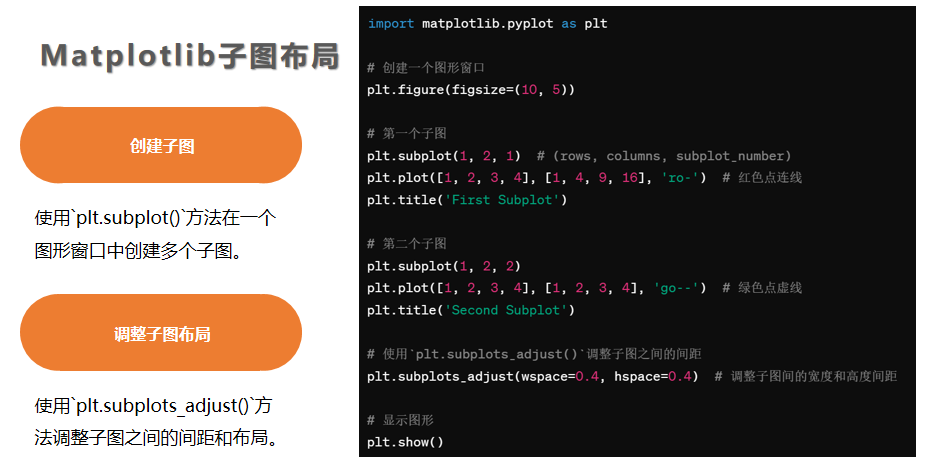 Matplotlib子图布局
创建子图
使用`plt.subplot()`方法在一个
图形窗口中创建多个子图。
调整子图布局
使用`plt.subplots_adjust()`方
法调整子图之间的间距和布局。
import matplotlib.pyplot as plt
# 创建一个图形窗口
plt.figure(figsize=(10, 5))
# 第一个子图
plt.subplot(1, 2, 1)  # (rows, columns, subplot_number)
plt.plot([1, 2, 3, 4], [1, 4, 9, 16], 'ro-')  # 红色点连线
plt.title('First Subplot')
# 第二个子图
plt.subplot(1, 2, 2)
plt.plot([1, 2, 3, 4], [1, 2, 3, 4], 'go--')  # 绿色点虚线
plt.title('Second Subplot')
# 使用`plt.subplots_adjust()`调整子图之间的间距
plt.subplots_adjust(wspace=0.4, hspace=0.4)  # 调整子图间的宽度和高度间距
# 显示图形
plt.show()